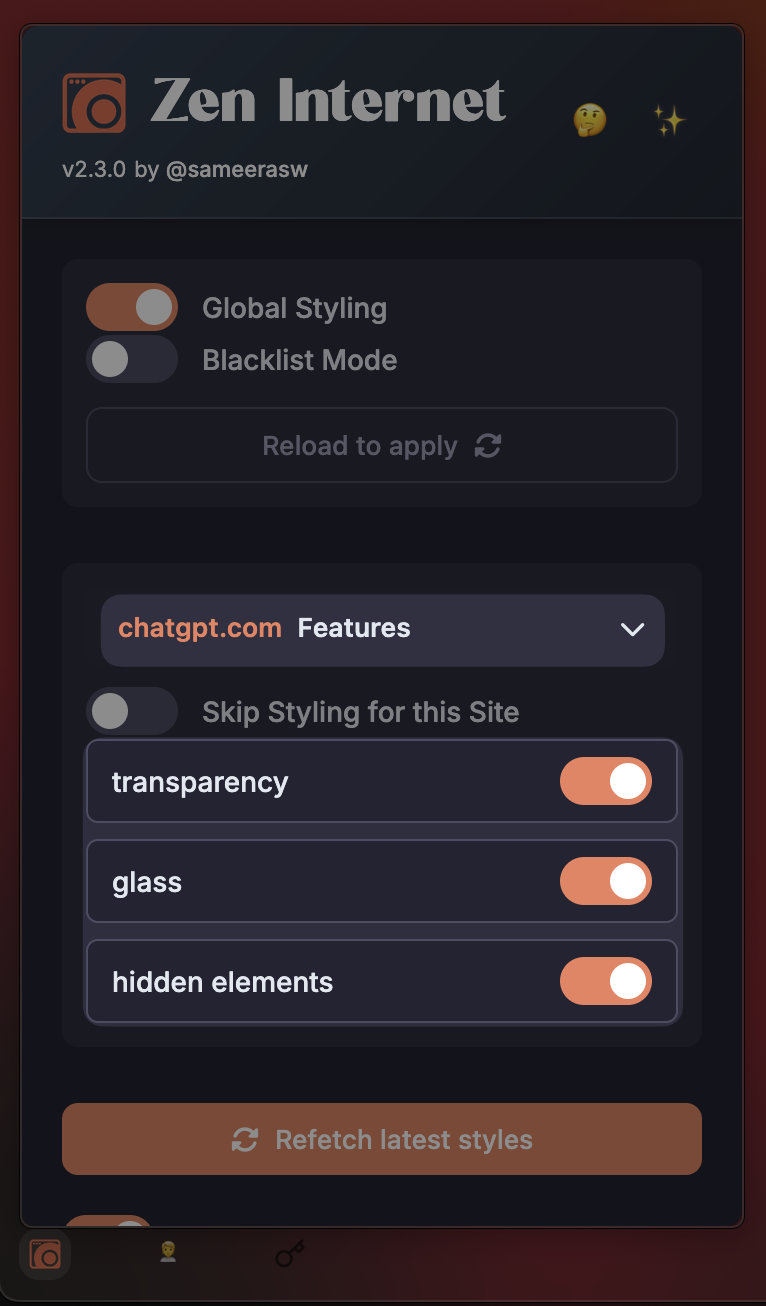 Zen Internet
v2.3.0 by @sameerasw
Global Styling
Blacklist Mode
Reload to apply
chatgpt.com Features
Skip Styling for this Site
transparency
glass
hidden elements
Refetch latest styles